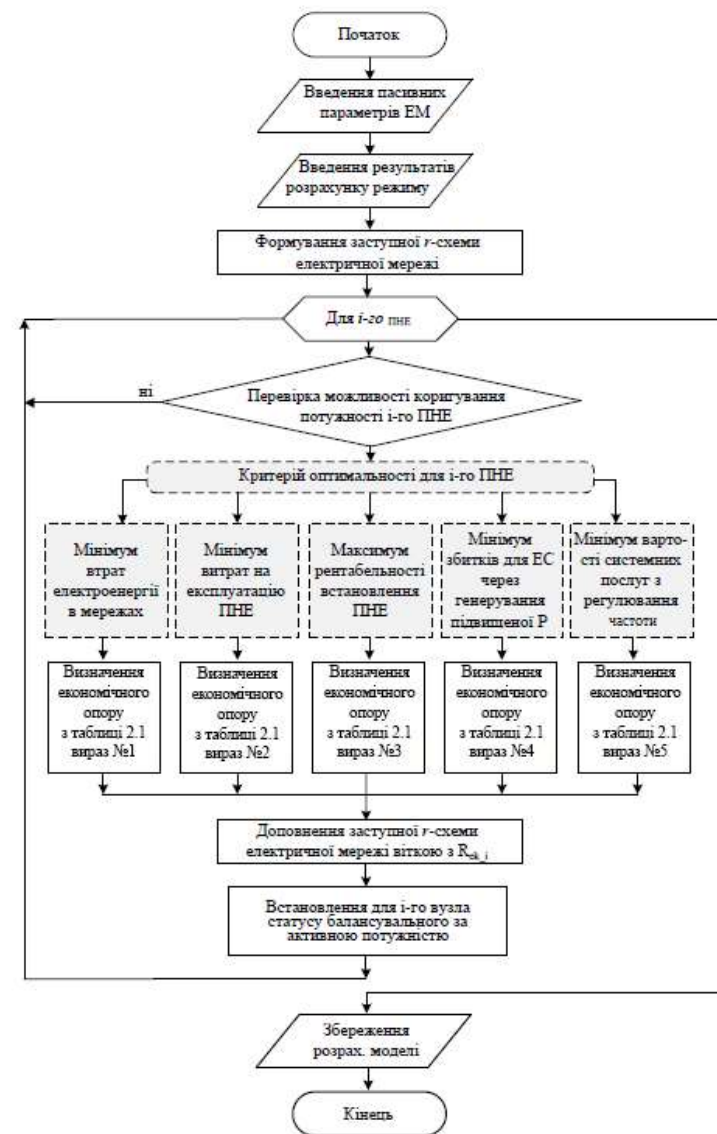 Початок
Введення пасивних
параметрів ЕМ
Введення результатів
розрахунку режиму
Формування заступної r-схеми
електричної мережі
Для i-го ПНЕ
ні
Перевірка можливості коригування
потужності і-го ПНЕ
Критерій оптимальності для і-го ПНЕ
Мінімум
втрат
електроенергії
в мережах
Мінімум
витрат на
експлуатацію
ПНЕ
Максимум
рентабельності
встановлення
ПНЕ
Мінімум
збитків для ЕС
через
генерування
підвищеної Р
Мінімум варто-
сті системних
послуг з
регулювання
частоти
Визначення
економічного
опору
з таблиці 2.1
вираз №1
Визначення
економічного
опору
з таблиці 2.1
вираз №2
Визначення
економічного
опору
з таблиці 2.1
вираз №3
Визначення
економічного
опору
з таблиці 2.1
вираз №4
Визначення
економічного
опору
з таблиці 2.1
вираз №5
Доповнення заступної r-схеми
електричної мережі віткою з
Встановлення для і-го вузла
статусу балансувального за
активною потужністю
Збереження
розрах. моделі
Кінець